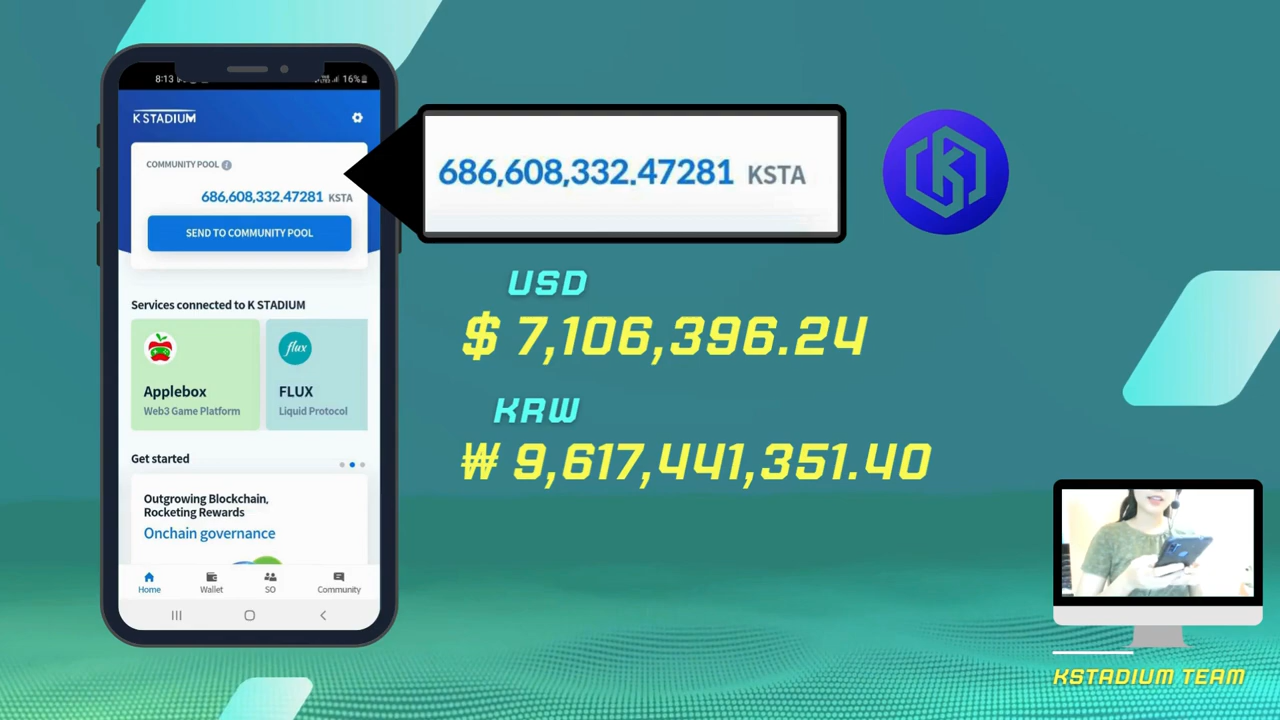 8:13
16%
K STADIUM
COMMUNITY POOL
686,608,332.47281 KSTA
SEND TO COMMUNITY POOL
Services connected to K STADIUM
Applebox
Web3 Game Platform
flux
FLUX
Liquid Protocol
Get started
Outgrowing Blockchain,
Rocketing Rewards
Onchain governance
Home
Wallet
SO
Community
686,608,332.47281 KSTA
USD
$ 7,106,396.24
KRW
₩ 9,617,441,351.40
KSTADIUM TEAM